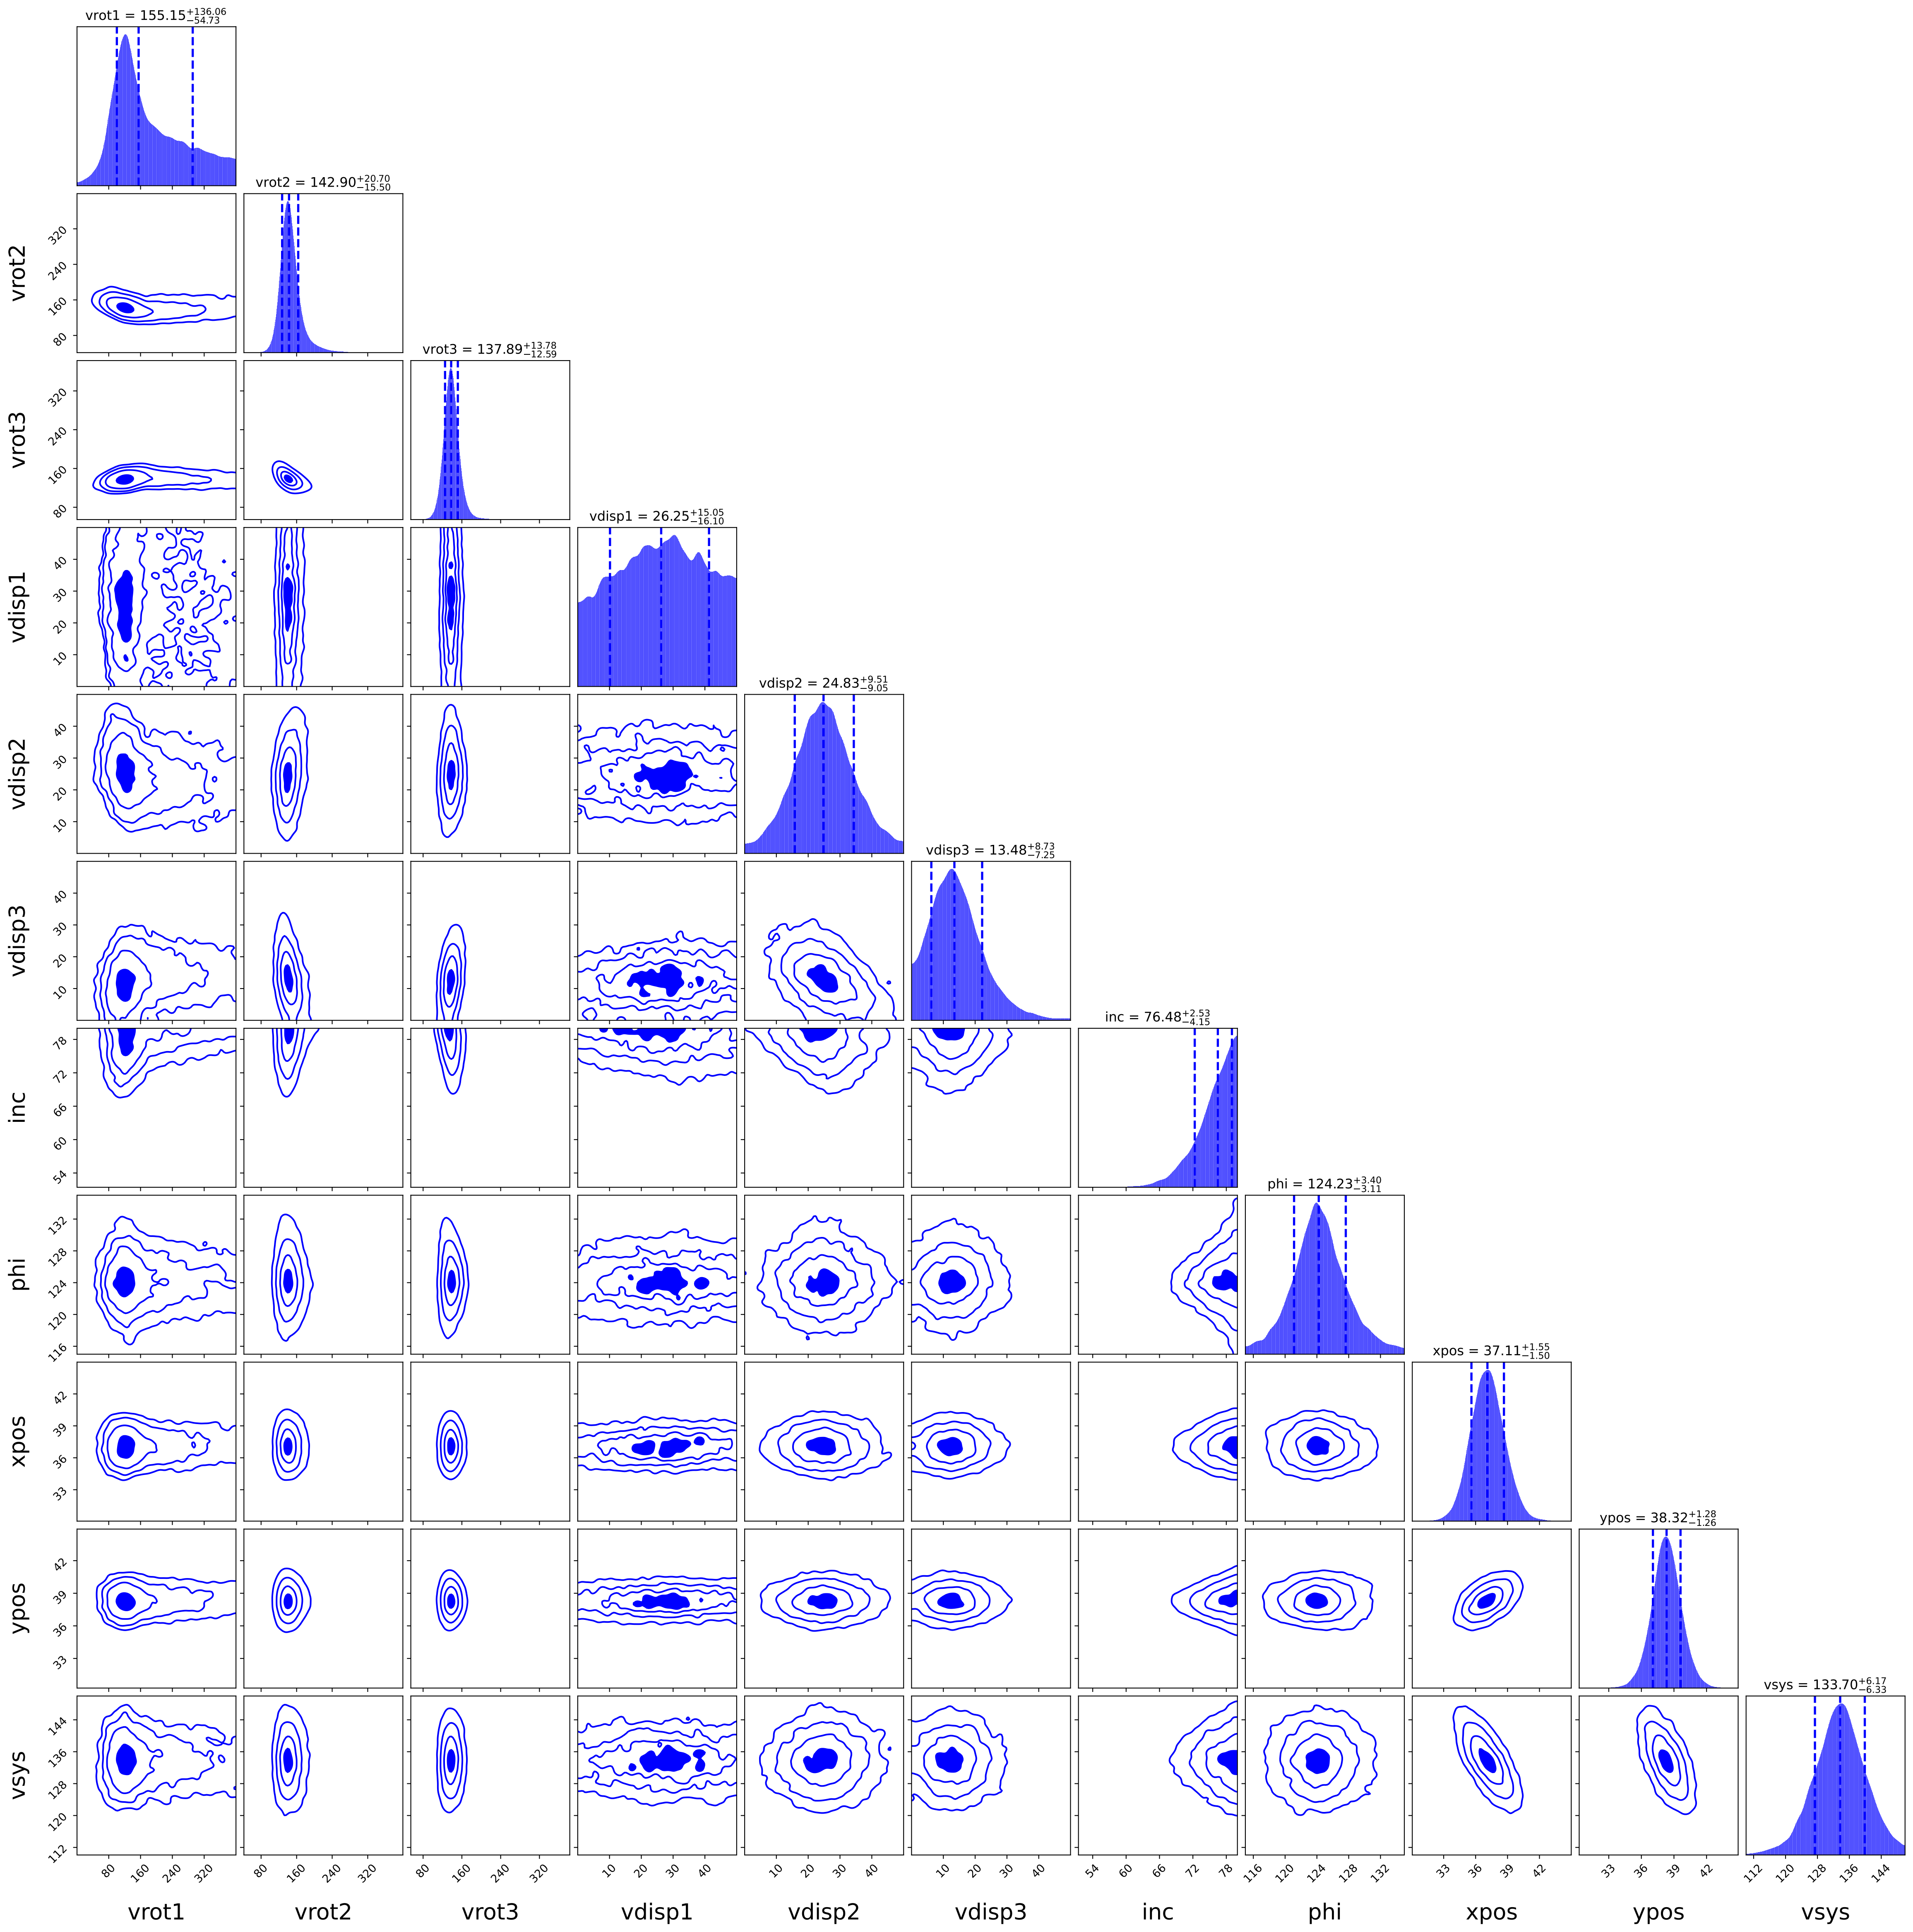 vrot1 = 155.15+136.06−54.73
vrot2 = 142.90+20.70−15.50
vrot2
320
240
160
80
vrot3 = 137.89+13.78−12.59
vrot3
320
240
160
80
vdisp1 = 26.25+15.05−16.10
vdisp1
40
30
20
10
vdisp2 = 24.83+9.51−9.05
vdisp2
40
30
20
10
vdisp3 = 13.48+8.73−7.25
vdisp3
40
30
20
10
inc = 76.48+2.53−4.15
inc
78
72
66
60
54
phi = 124.23+3.40−3.11
phi
132
128
124
120
116
xpos = 37.11+1.55−1.50
xpos
42
39
36
33
ypos = 38.32+1.28−1.26
ypos
42
39
36
33
vsys = 133.70+6.17−6.33
vsys
144
136
128
120
112
80 160 240 320 80 160 240 320 80 160 240 320 10 20 30 40 10 20 30 40 10 20 30 40 54 60 66 72 78 116 120 124 128 132 33 36 39 42 33 36 39 42 112 120 128 136 144
vrot1 vrot2 vrot3 vdisp1 vdisp2 vdisp3 inc phi xpos ypos vsys